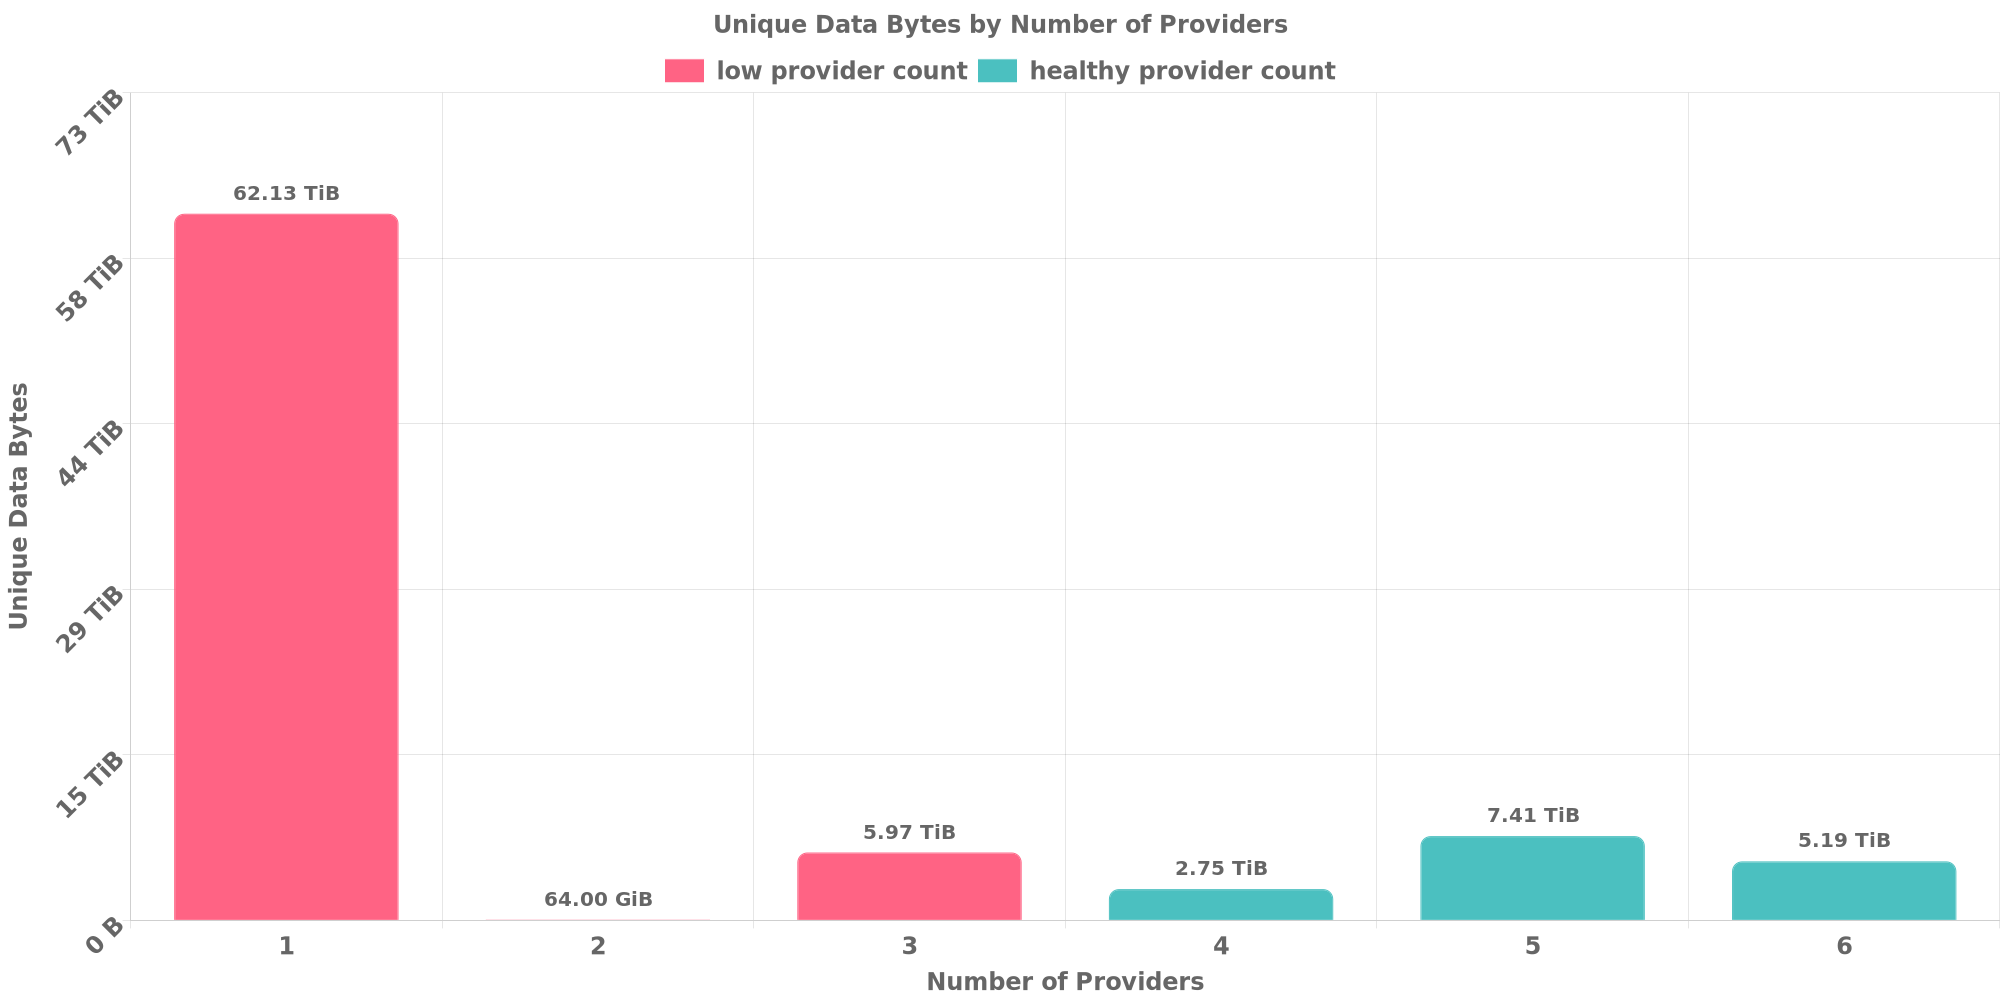 Unique Data Bytes by Number of Providers
low provider count
healthy provider count
73 TiB
58 TiB
44 TiB
29 TiB
15 TiB
0 B
Unique Data Bytes
62.13 TiB
64.00 GiB
5.97 TiB
2.75 TiB
7.41 TiB
5.19 TiB
1
2
3
4
5
6
Number of Providers